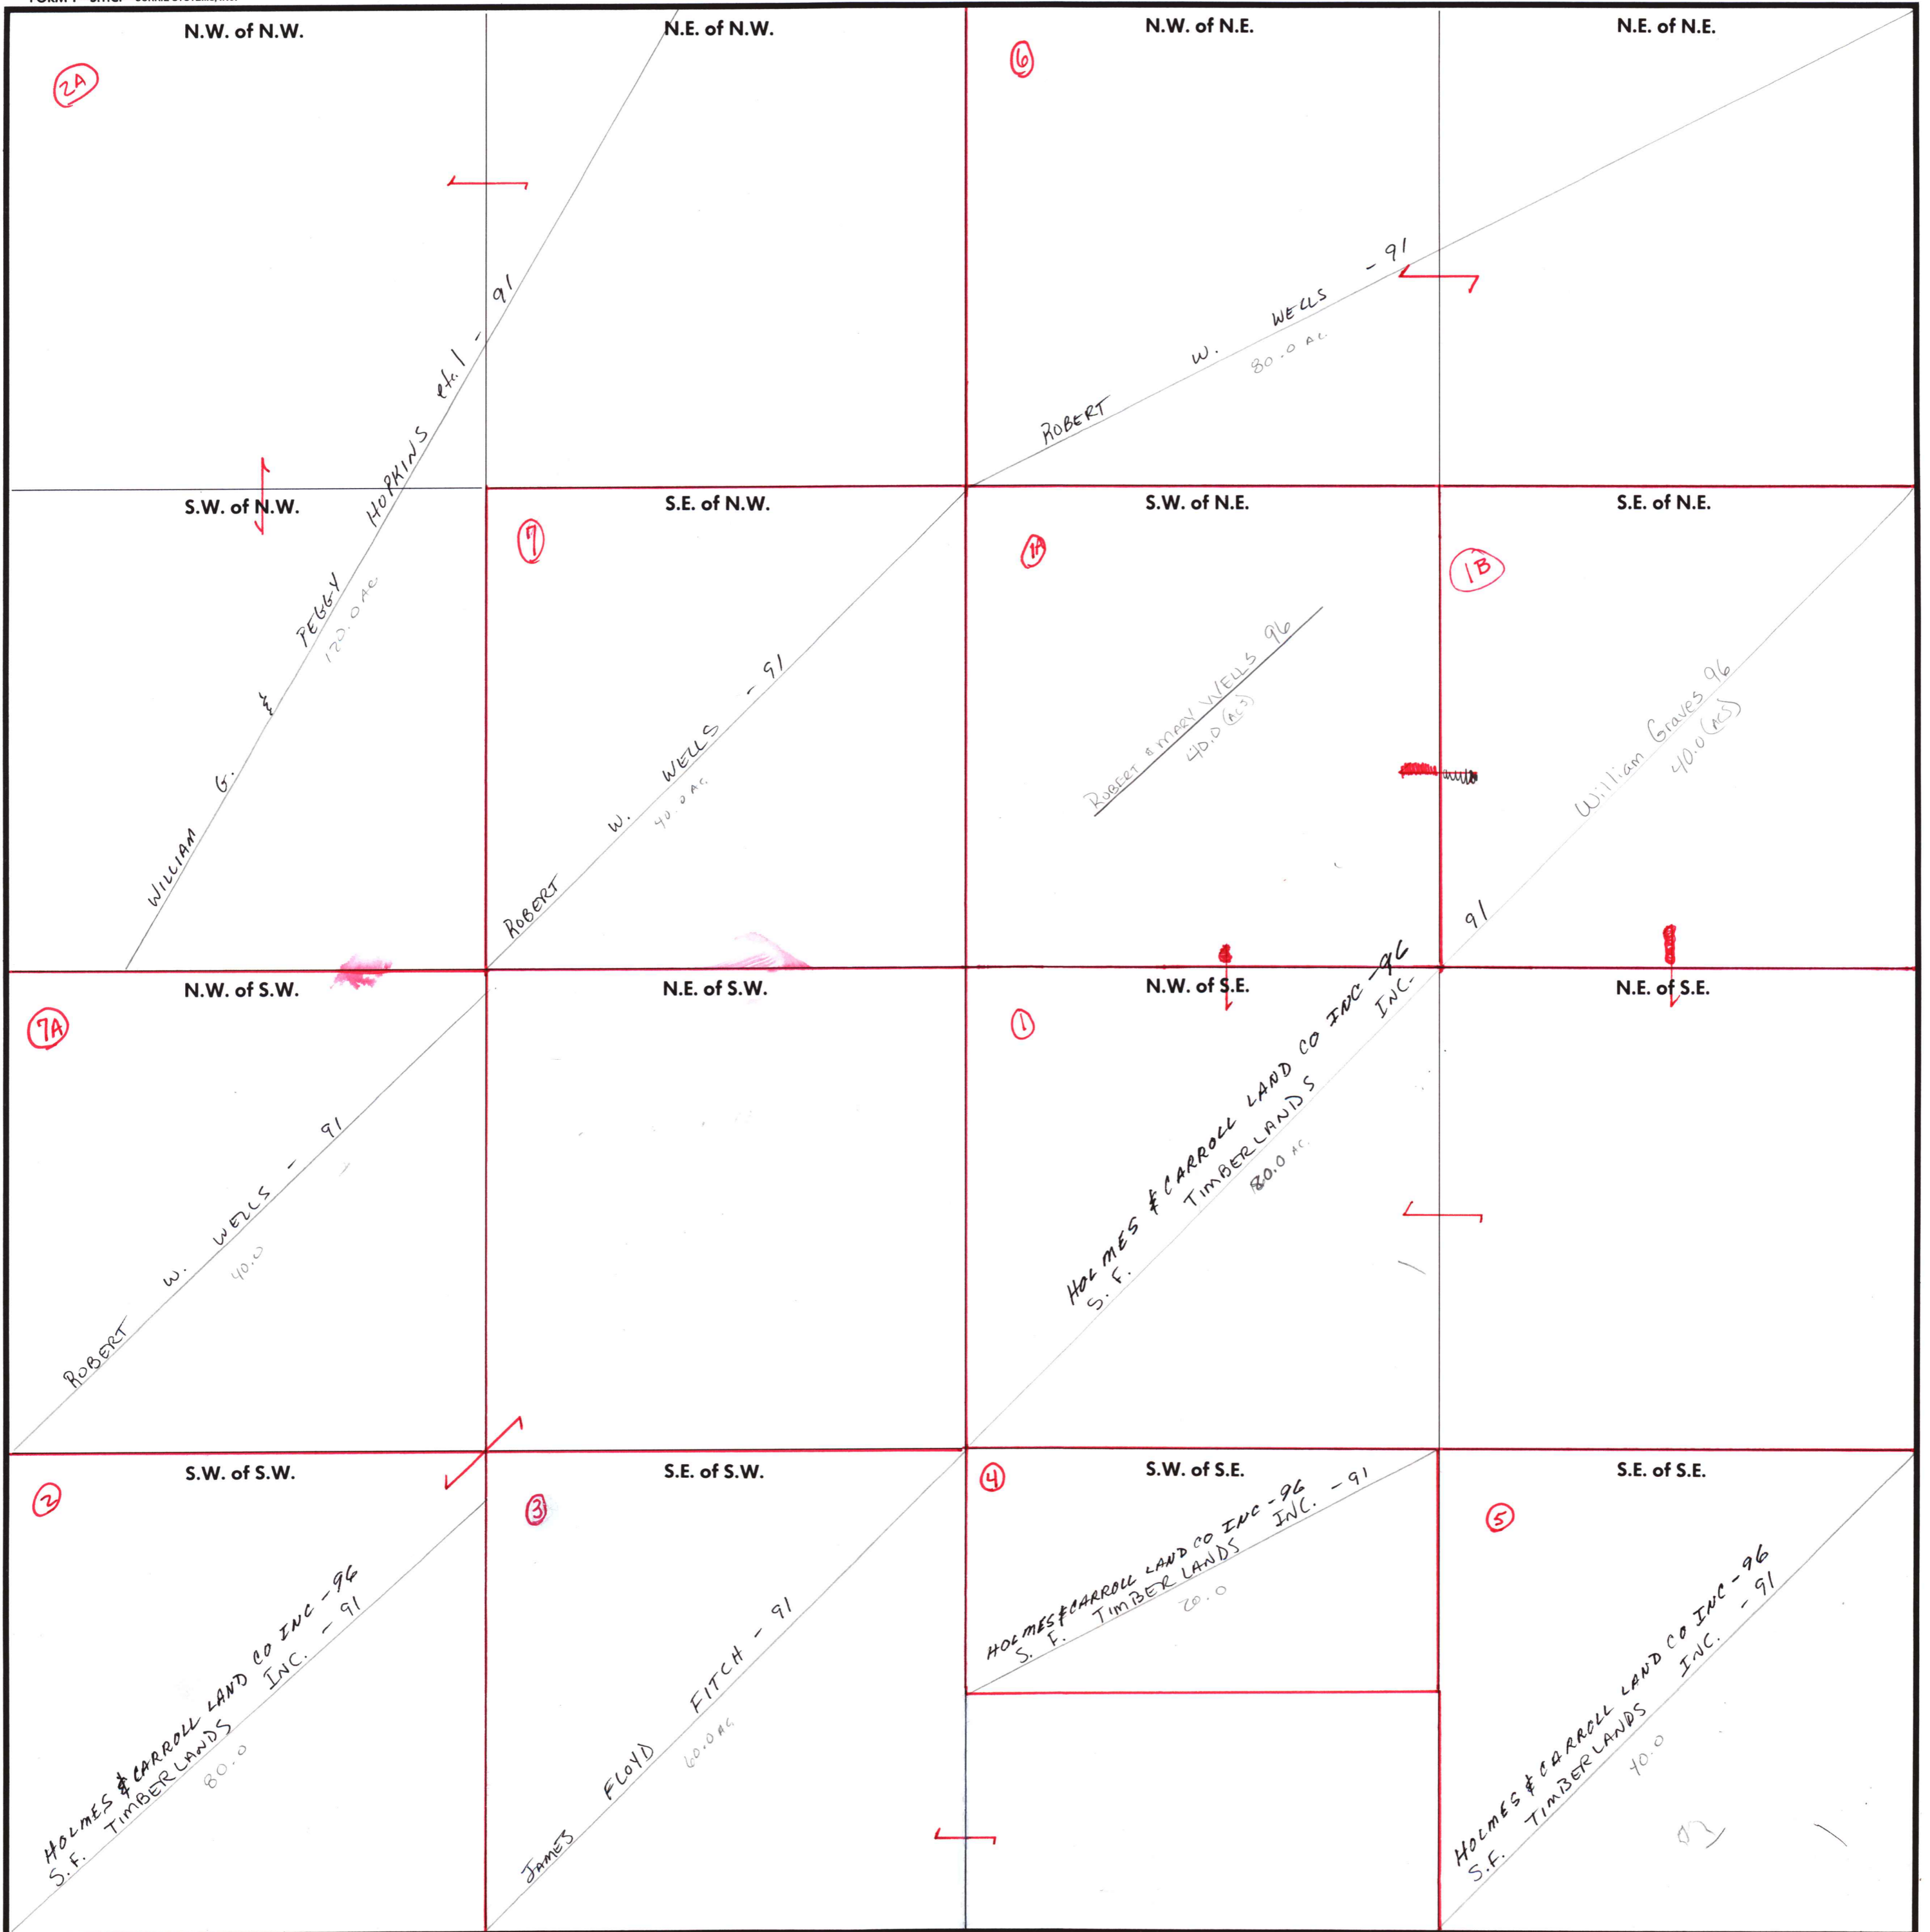 N.W. of N.W.
N.E. of N.W.
N.W. of N.E.
N.E. of N.E.
2A
6
WILLIAM G. & PEGGY HOPKINS etal - 91
120.0 AC.
ROBERT W. WELLS - 91
80.0 AC.
S.W. of N.W.
S.E. of N.W.
S.W. of N.E.
S.E. of N.E.
7
1A
1B
ROBERT W. WELLS - 91
40.0 AC.
ROBERT & MARY WELLS 96
40.0 (ACS)
William Graves 96
40.0 (ACS)
N.W. of S.W.
N.E. of S.W.
N.W. of S.E.
N.E. of S.E.
7A
1
ROBERT W. WELLS - 91
40.0
HOLMES & CARROLL LAND CO INC -96
S. F. TIMBERLANDS INC- 91
80.0 AC.
S.W. of S.W.
S.E. of S.W.
S.W. of S.E.
S.E. of S.E.
2
3
4
5
HOLMES & CARROLL LAND CO INC -96
S.F. TIMBERLANDS INC. - 91
80.0
JAMES FLOYD FITCH - 91
60.0 AC.
HOLMES & CARROLL LAND CO INC -96
S. F. TIMBERLANDS INC. - 91
20.0
HOLMES & CARROLL LAND CO INC -96
S.F. TIMBERLANDS INC. - 91
40.0